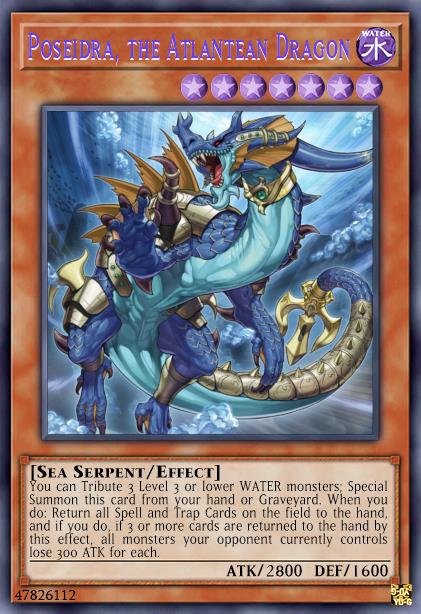 POSEIDRA, THE ATLANTEAN DRAGON
WATER
水
[SEA SERPENT/EFFECT]
You can Tribute 3 Level 3 or lower WATER monsters; Special
Summon this card from your hand or Graveyard. When you
do: Return all Spell and Trap Cards on the field to the hand,
and if you do, if 3 or more cards are returned to the hand by
this effect, all monsters your opponent currently controls
lose 300 ATK for each.
ATK/2800 DEF/1600
47826112